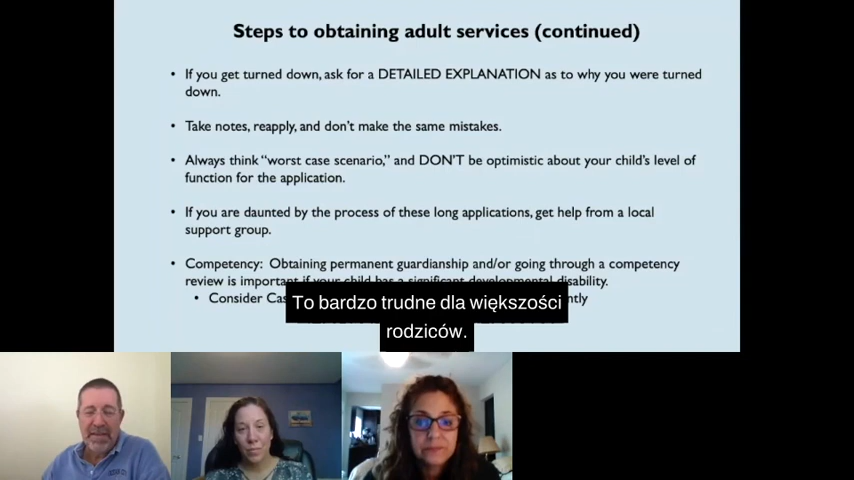 Steps to obtaining adult services (continued)
• If you get turned down, ask for a DETAILED EXPLANATION as to why you were turned
down.
• Take notes, reapply, and don't make the same mistakes.
• Always think "worst case scenario," and DON'T be optimistic about your child's level of
function for the application.
• If you are daunted by the process of these long applications, get help from a local
support group.
• Competency: Obtaining permanent guardianship and/or going through a competency
review is important if your child has a significant developmental disability.
• Consider
To bardzo trudne dla większości
rodziców.